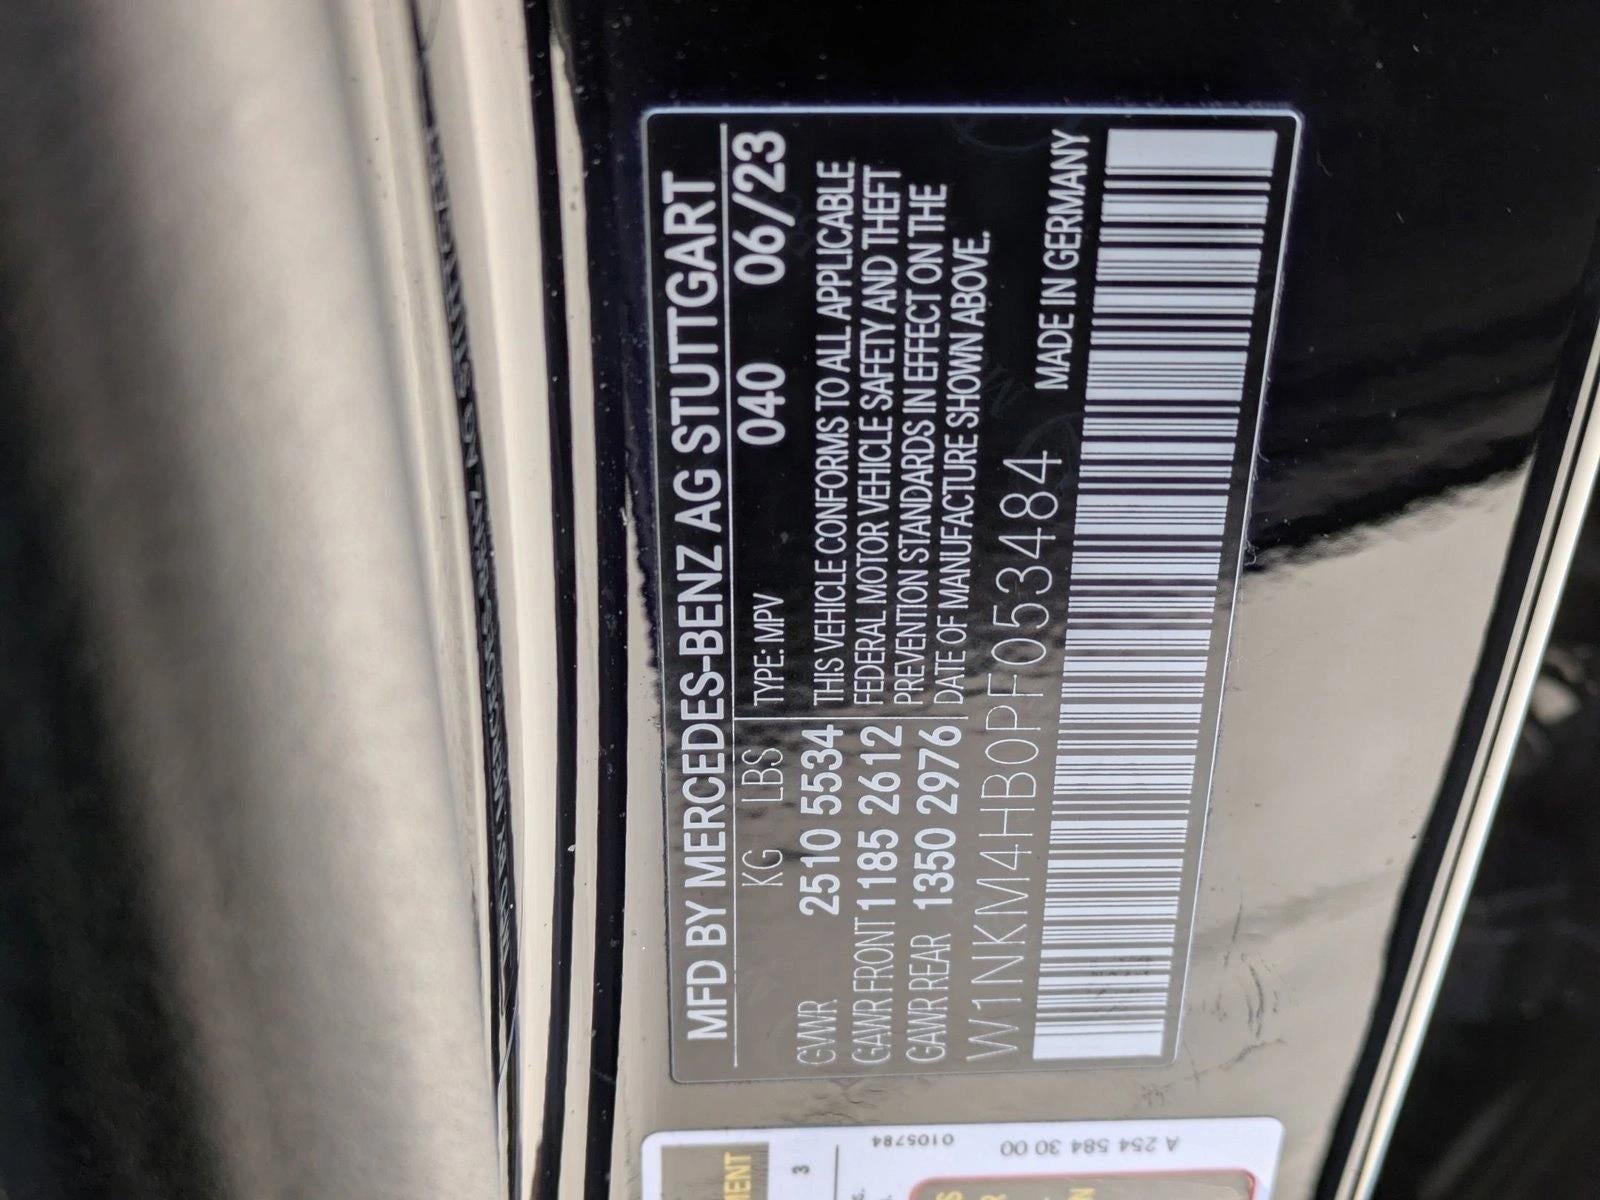 MFD BY MERCEDES-BENZ AG STUTTGART
KG LBS TYPE: MPV 040 06/23
GVWR 2510 5534 THIS VEHICLE CONFORMS TO ALL APPLICABLE
GAWR FRONT 1185 2612 FEDERAL MOTOR VEHICLE SAFETY AND THEFT
GAWR REAR 1350 2976 PREVENTION STANDARDS IN EFFECT ON THE
DATE OF MANUFACTURE SHOWN ABOVE.
W1NKM4HB0PF053484 MADE IN GERMANY
0105784
A 254 584 30 00
MENT
3